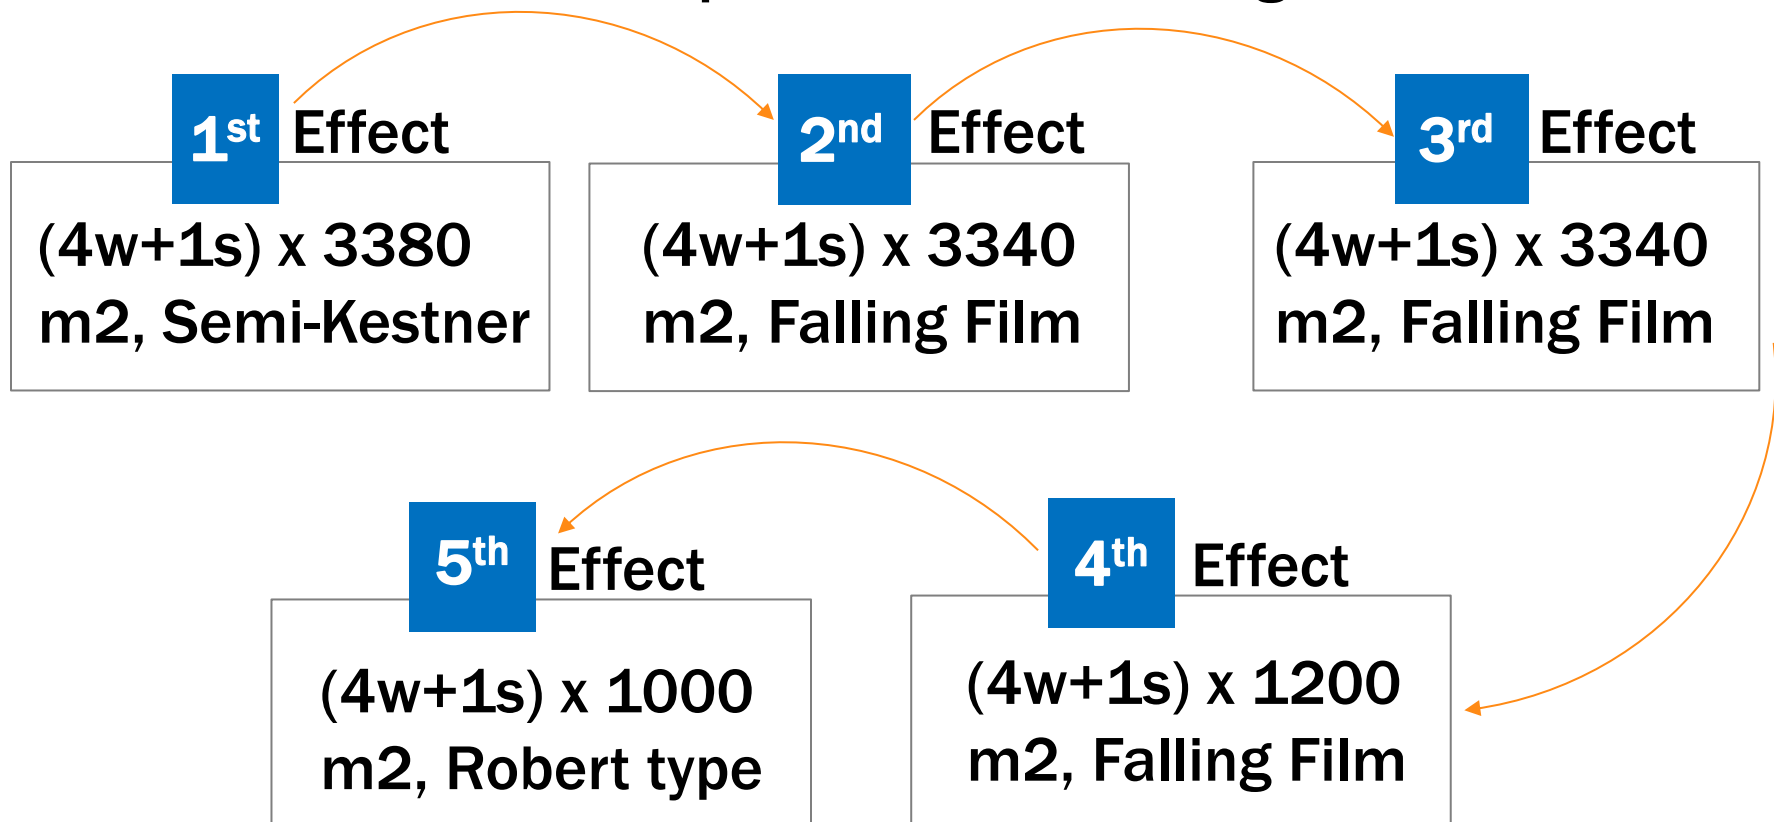 1st Effect
(4w+1s) x 3380
m2, Semi-Kestner
2nd Effect
(4w+1s) x 3340
m2, Falling Film
3rd Effect
(4w+1s) x 3340
m2, Falling Film
5th Effect
(4w+1s) x 1000
m2, Robert type
4th Effect
(4w+1s) x 1200
m2, Falling Film